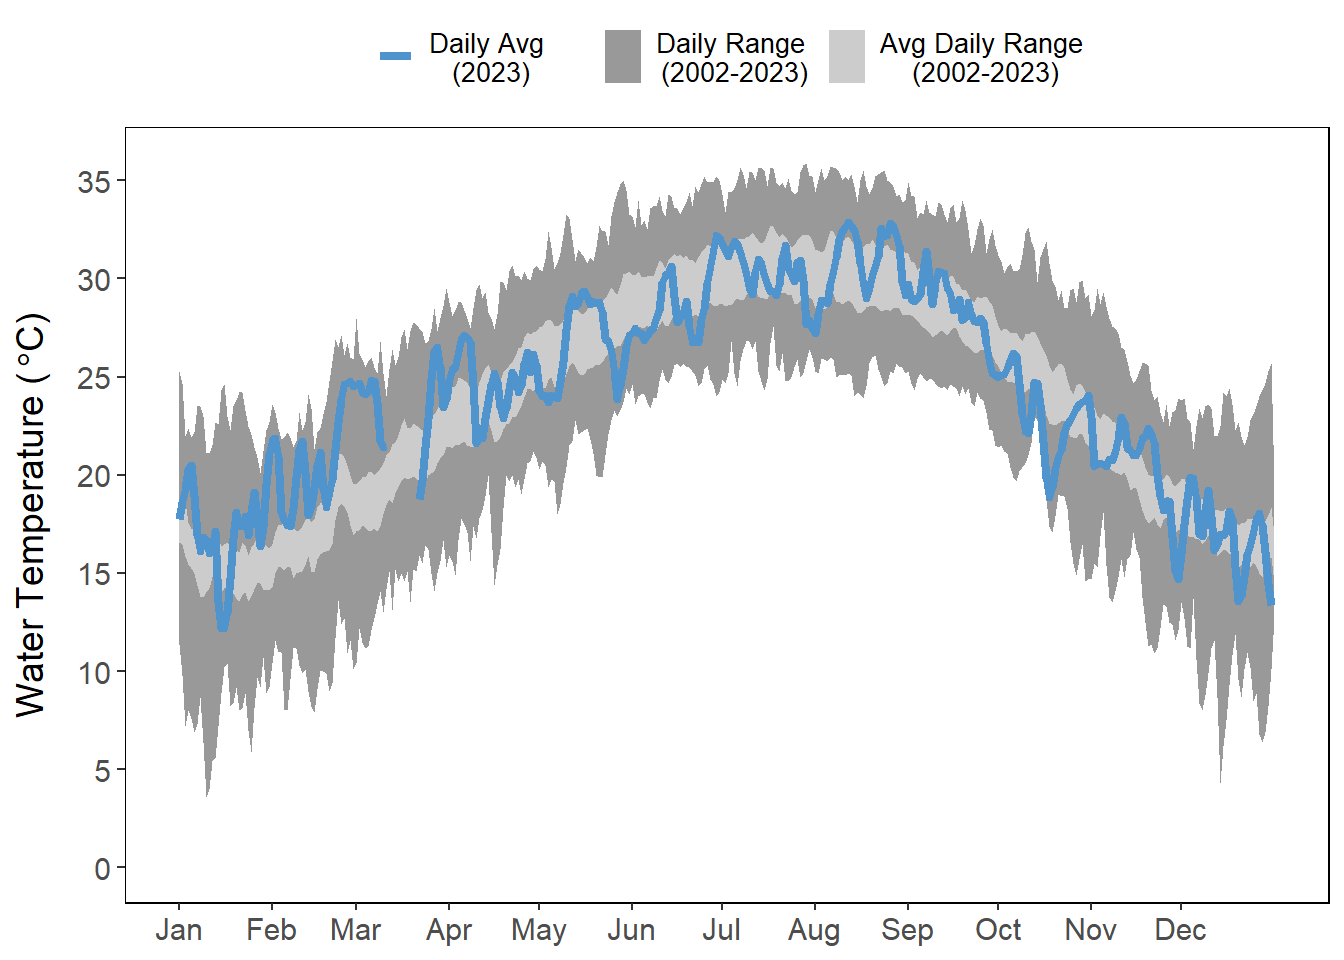 Daily Avg
(2023)
Daily Range
(2002-2023)
Avg Daily Range
(2002-2023)
Water Temperature (°C)
35
30
25
20
15
10
5
0
Jan Feb Mar Apr May Jun Jul Aug Sep Oct Nov Dec